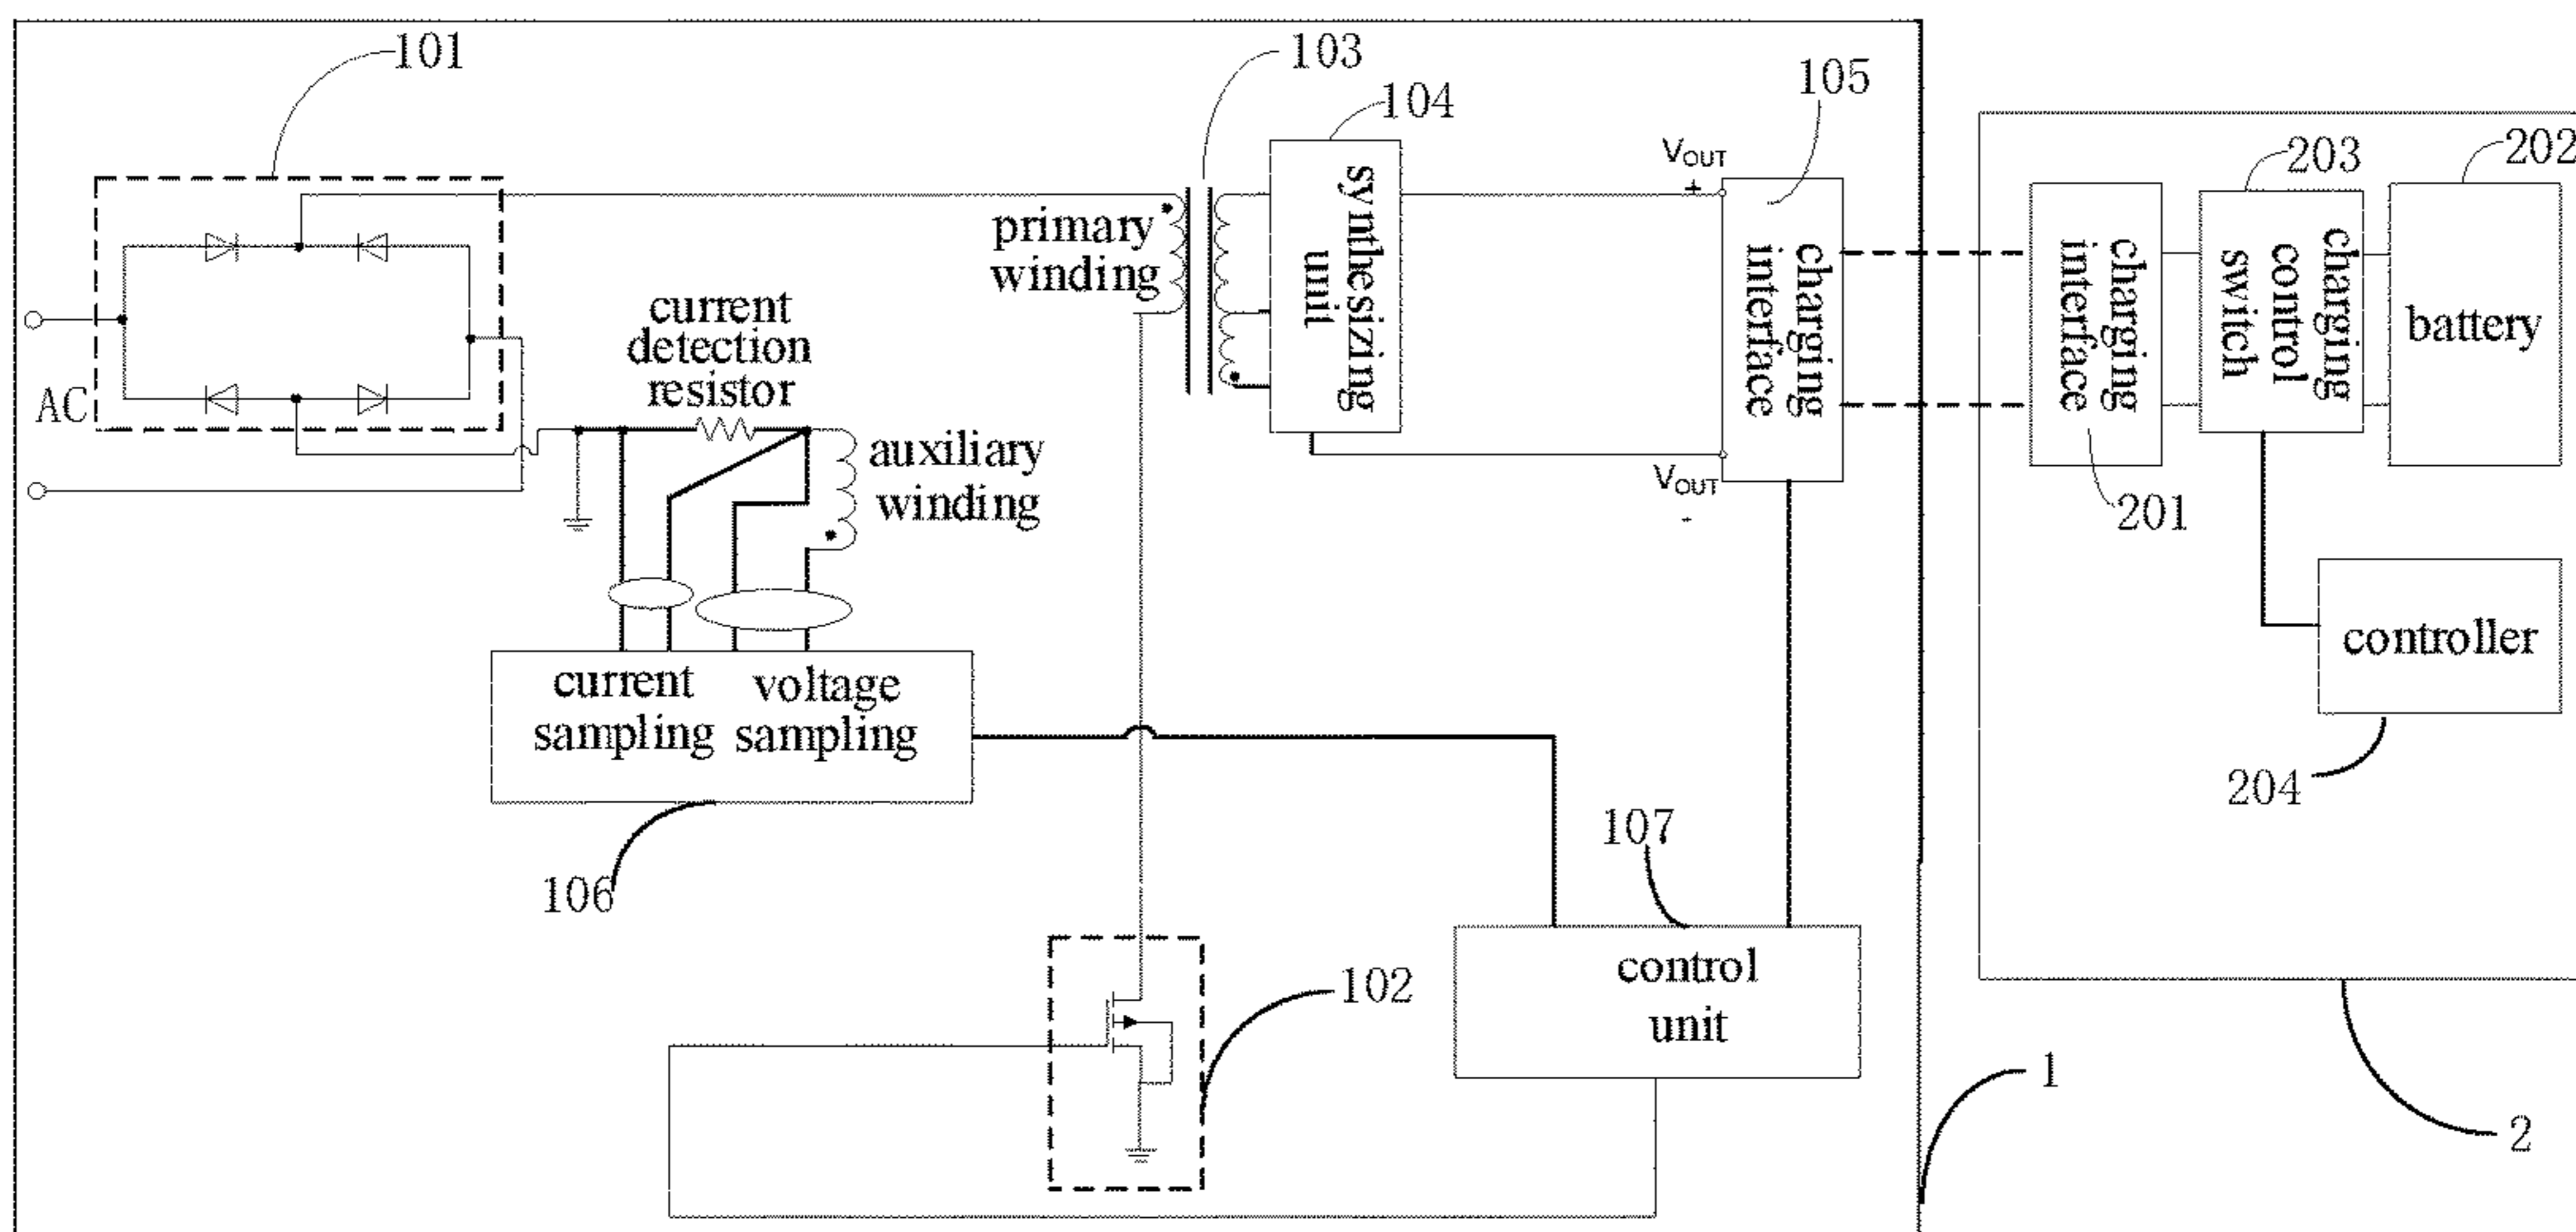 101
103
104
105
203
202
V_OUT
+
primary
winding
synthesizing
unit
charging
interface
charging
interface
charging
control
switch
battery
current
detection
resistor
AC
auxiliary
winding
V_OUT
-
201
controller
current
sampling
voltage
sampling
204
106
107
control
unit
102
1
2